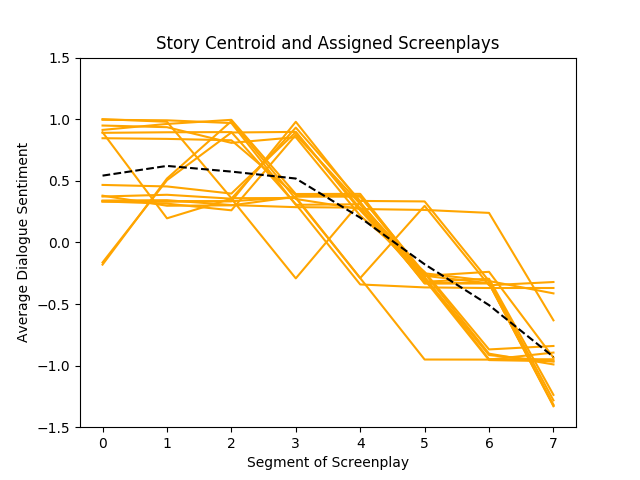 Story Centroid and Assigned Screenplays
1.5
1.0
0.5
0.0
−0.5
−1.0
−1.5
Average Dialogue Sentiment
0 1 2 3 4 5 6 7
Segment of Screenplay